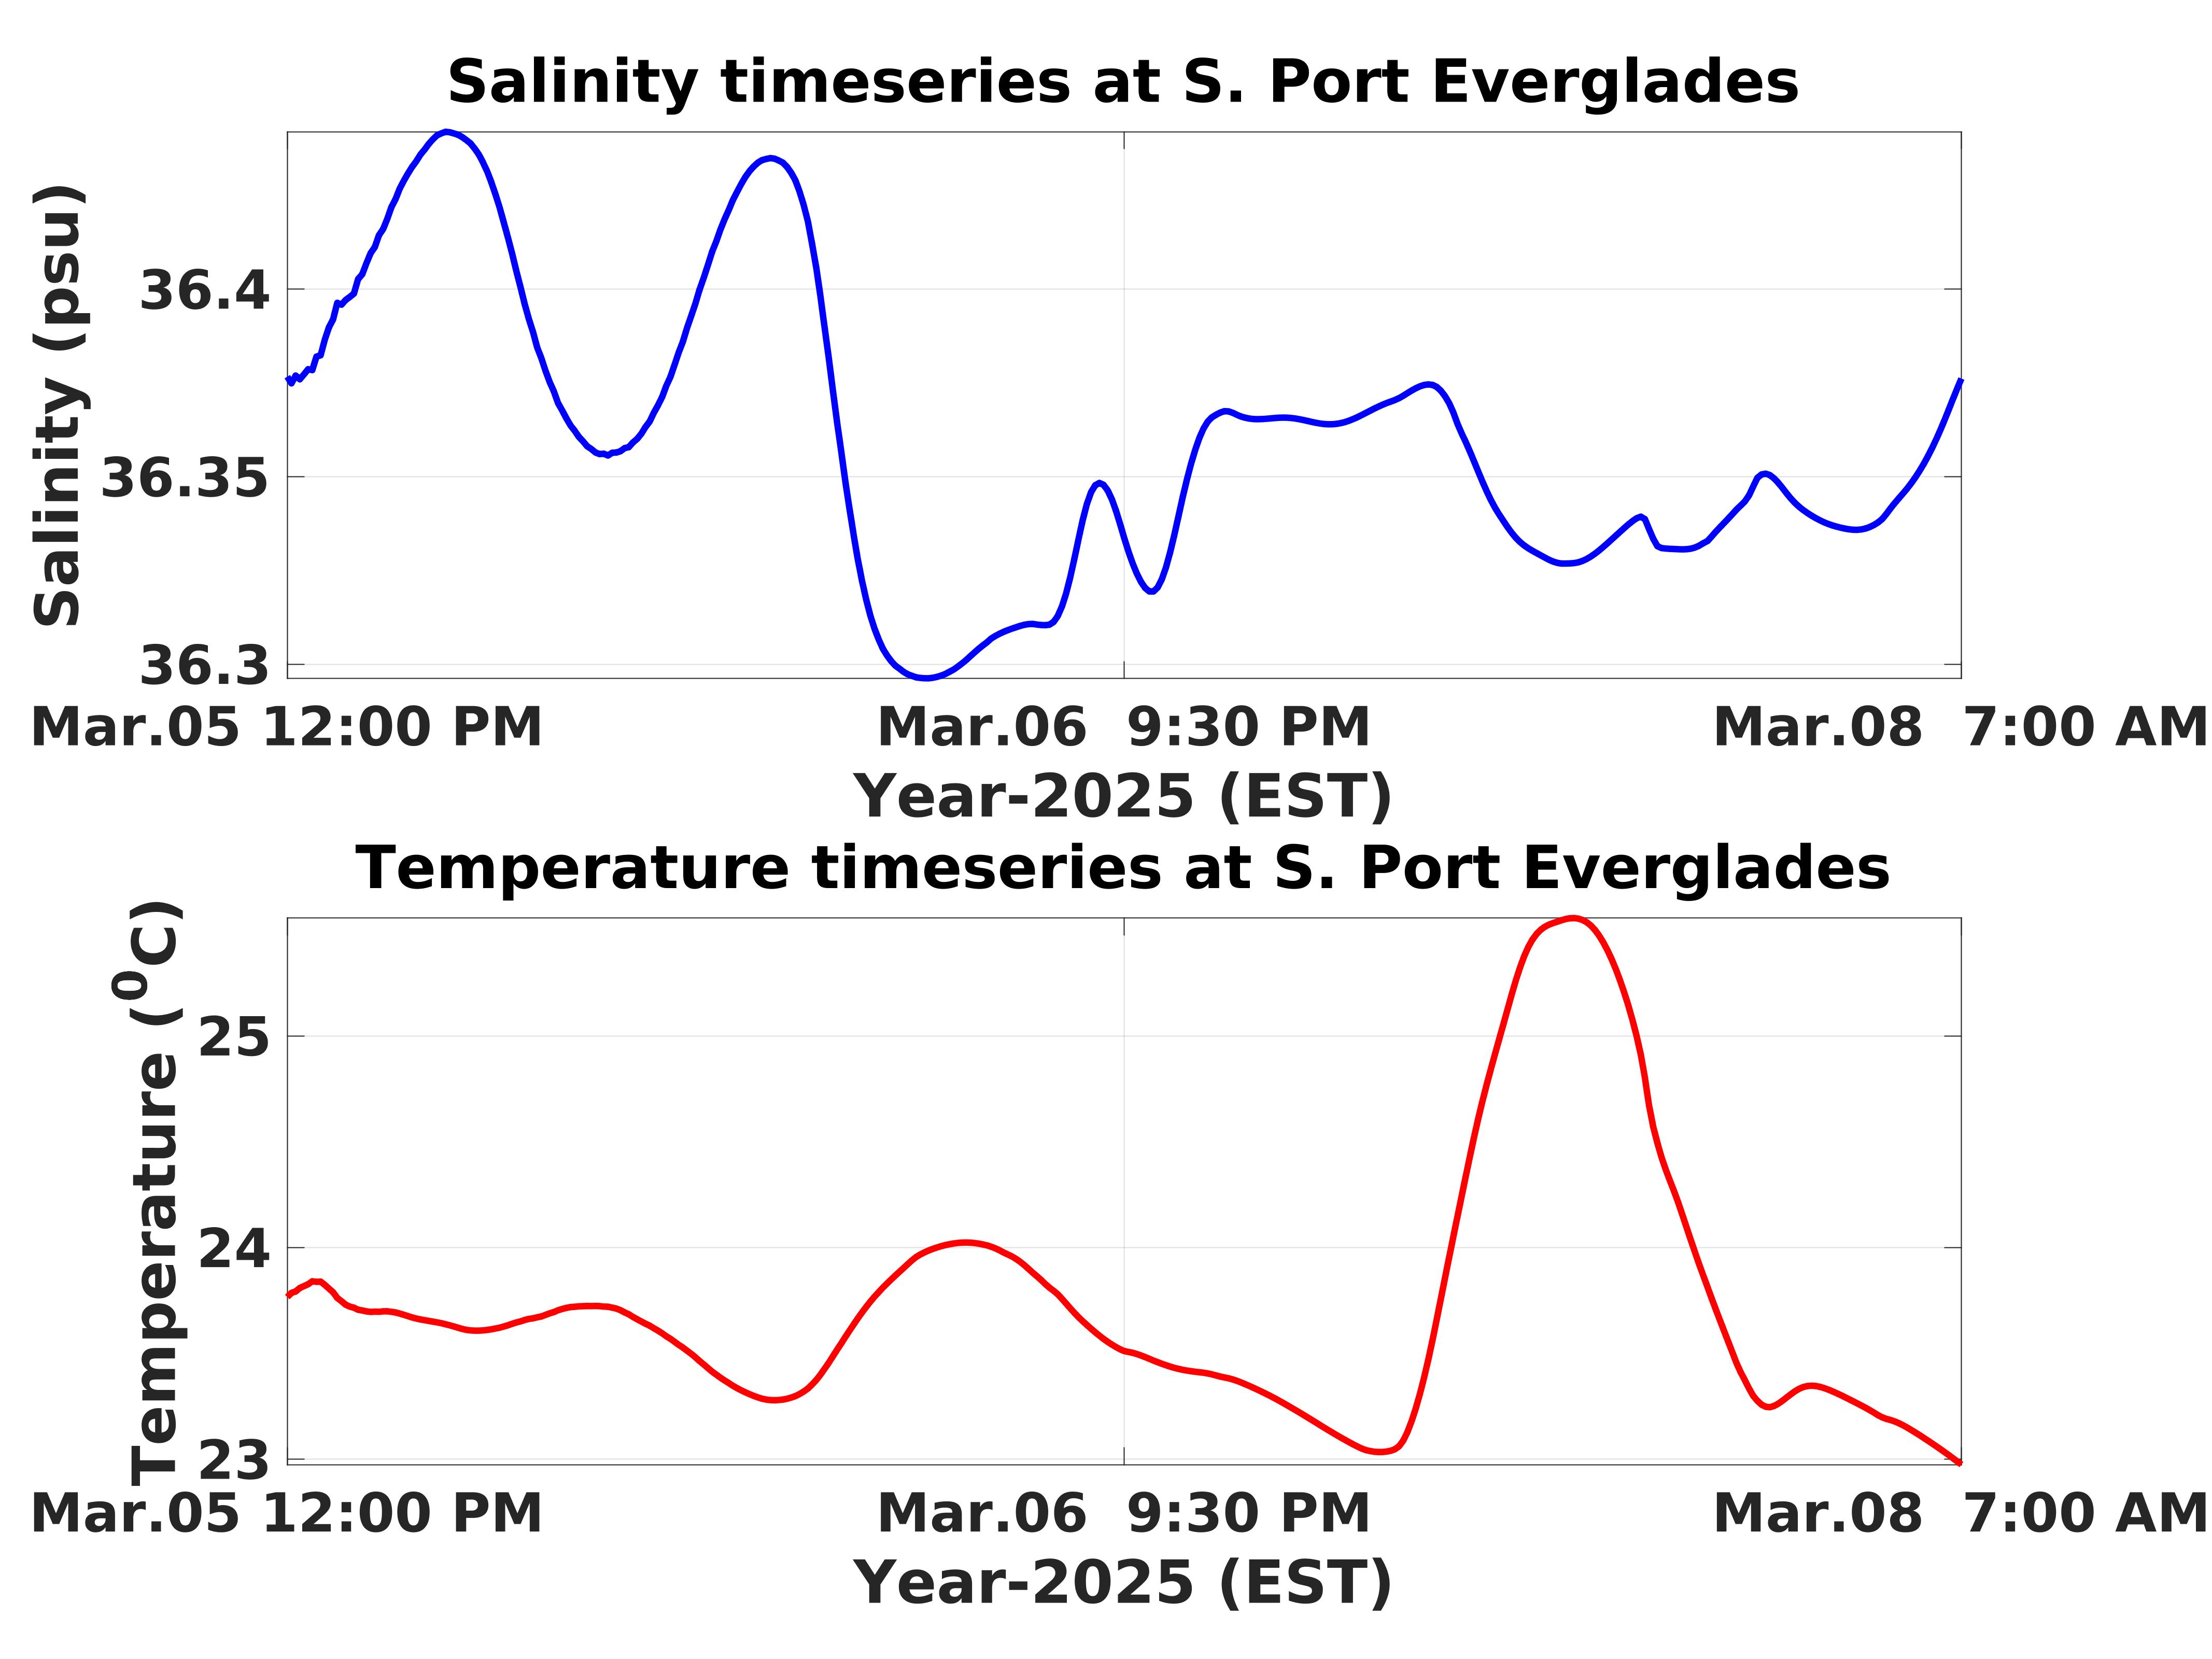 Salinity timeseries at S. Port Everglades
Salinity (psu)
36.4
36.35
36.3
Mar.05 12:00 PM Mar.06  9:30 PM Mar.08  7:00 AM
Year-2025 (EST)
Temperature timeseries at S. Port Everglades
Temperature (⁰C)
25
24
23
Mar.05 12:00 PM Mar.06  9:30 PM Mar.08  7:00 AM
Year-2025 (EST)